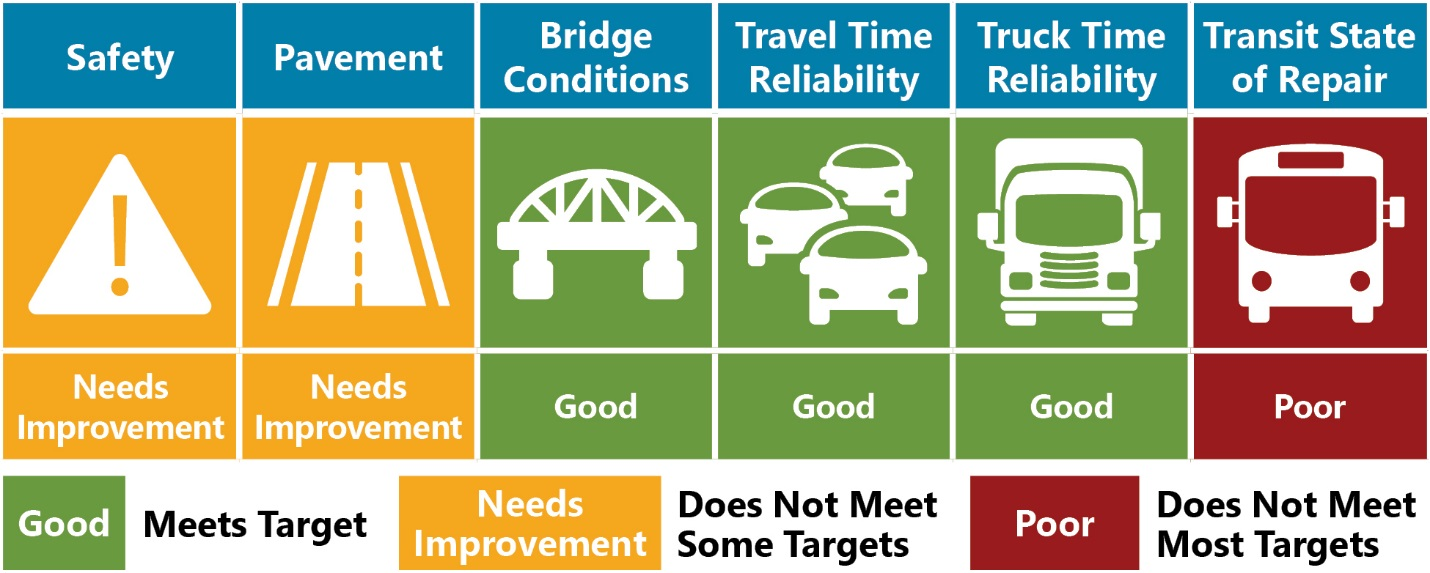 Safety
Pavement
Bridge
Conditions
Travel Time
Reliability
Truck Time
Reliability
Transit State
of Repair
Needs
Improvement
Needs
Improvement
Good
Good
Good
Poor
Good
Meets Target
Needs
Improvement
Does Not Meet
Some Targets
Poor
Does Not Meet
Most Targets